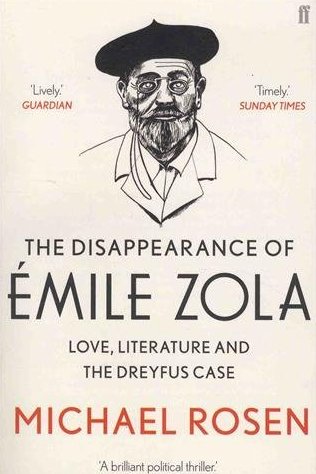 ff
'Lively.'
GUARDIAN
'Timely.'
SUNDAY TIMES
THE DISAPPEARANCE OF
ÉMILE ZOLA
LOVE, LITERATURE AND
THE DREYFUS CASE
MICHAEL ROSEN
'A brilliant political thriller.'